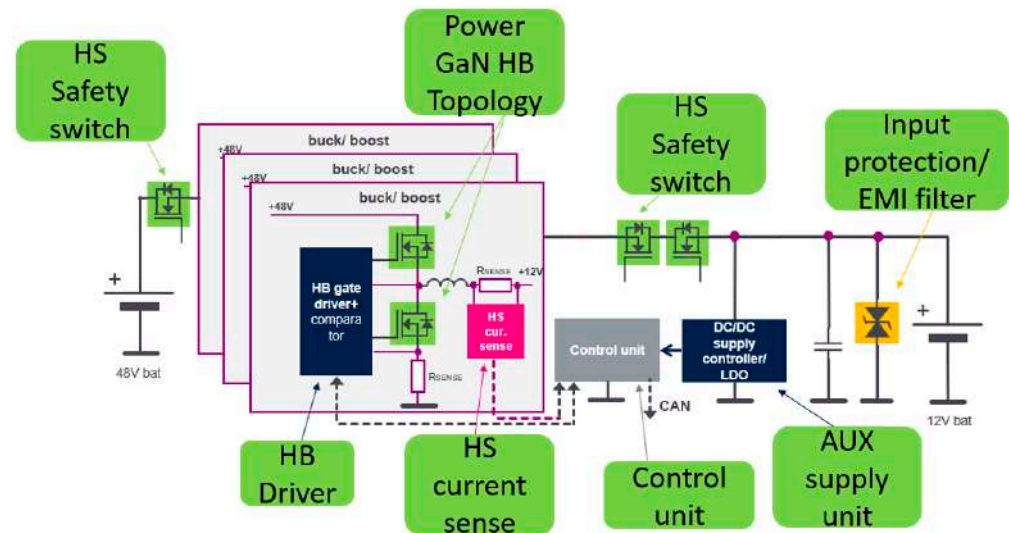 HS
Safety
switch
Power
GaN HB
Topology
HS
Safety
switch
Input
protection/
EMI filter
buck/ boost
+48V
buck/ boost
+48V
buck/ boost
+48V
HB gate
driver+
compara
tor
RSENSE
+12V
HS
cur.
sense
RSENSE
Control unit
DC/DC
supply
controller/
LDO
CAN
+
48V bat
+
12V bat
HB
Driver
HS
current
sense
Control
unit
AUX
supply
unit